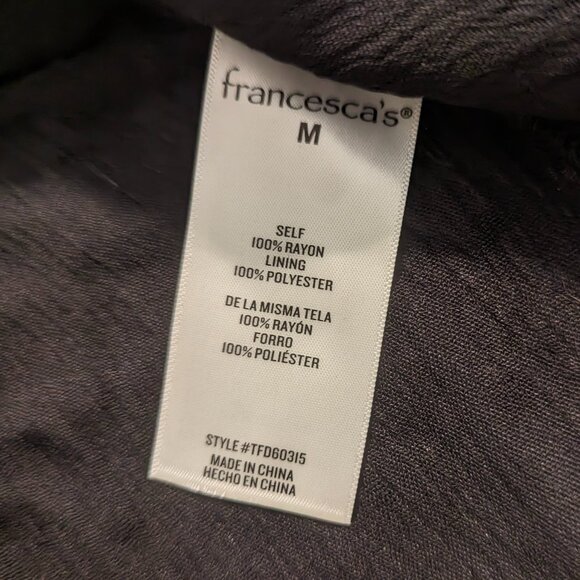 francesca's®
M
SELF
100% RAYON
LINING
100% POLYESTER
DE LA MISMA TELA
100% RAYÓN
FORRO
100% POLIÉSTER
STYLE #TFD60315
MADE IN CHINA
HECHO EN CHINA